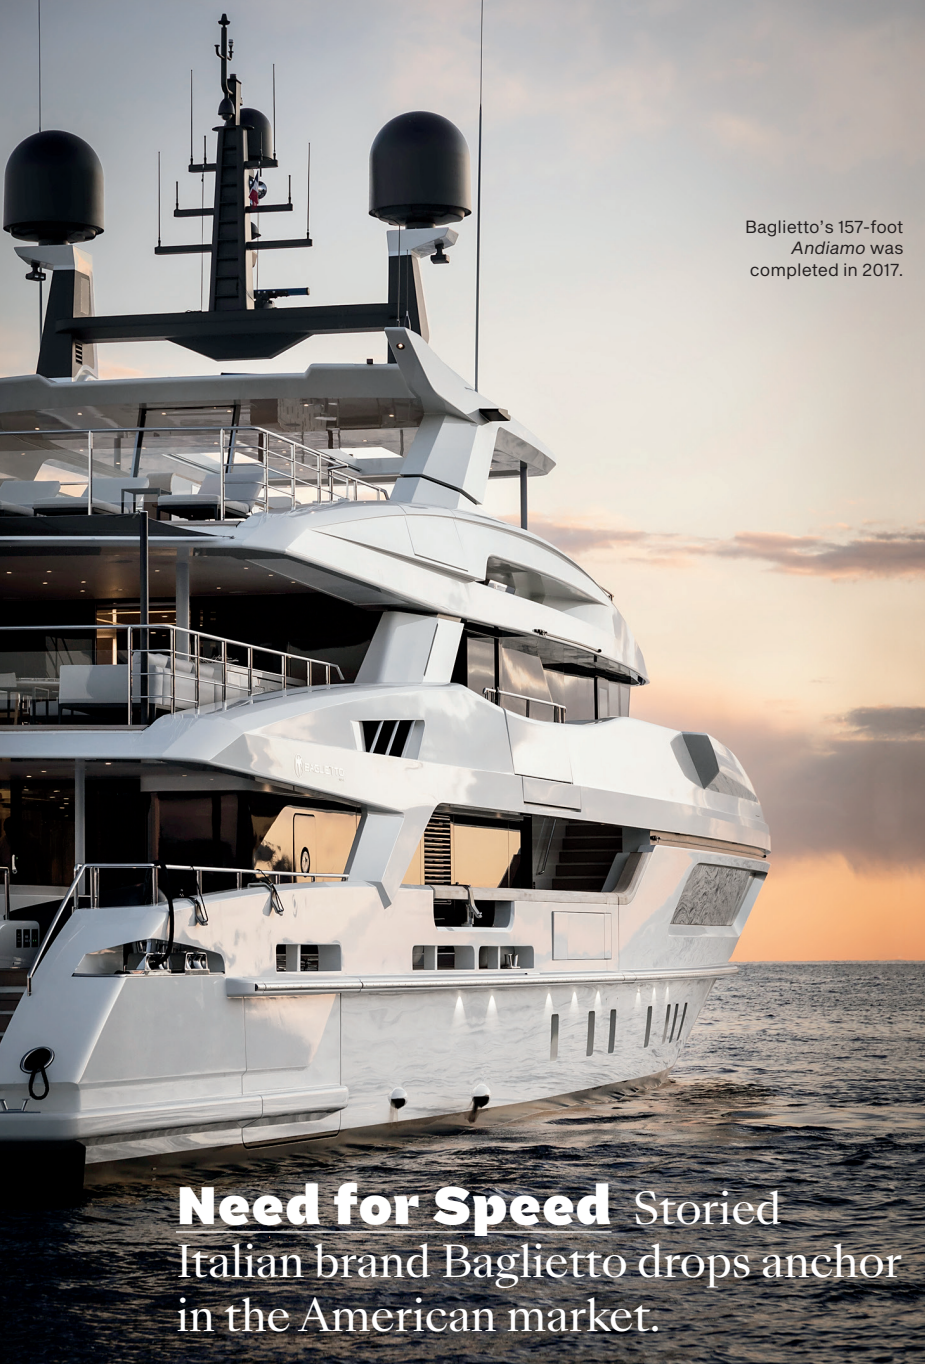 Baglietto's 157-foot
Andiamo was
completed in 2017.
BAGLIETTO
Need for Speed Storied
Italian brand Baglietto drops anchor
in the American market.